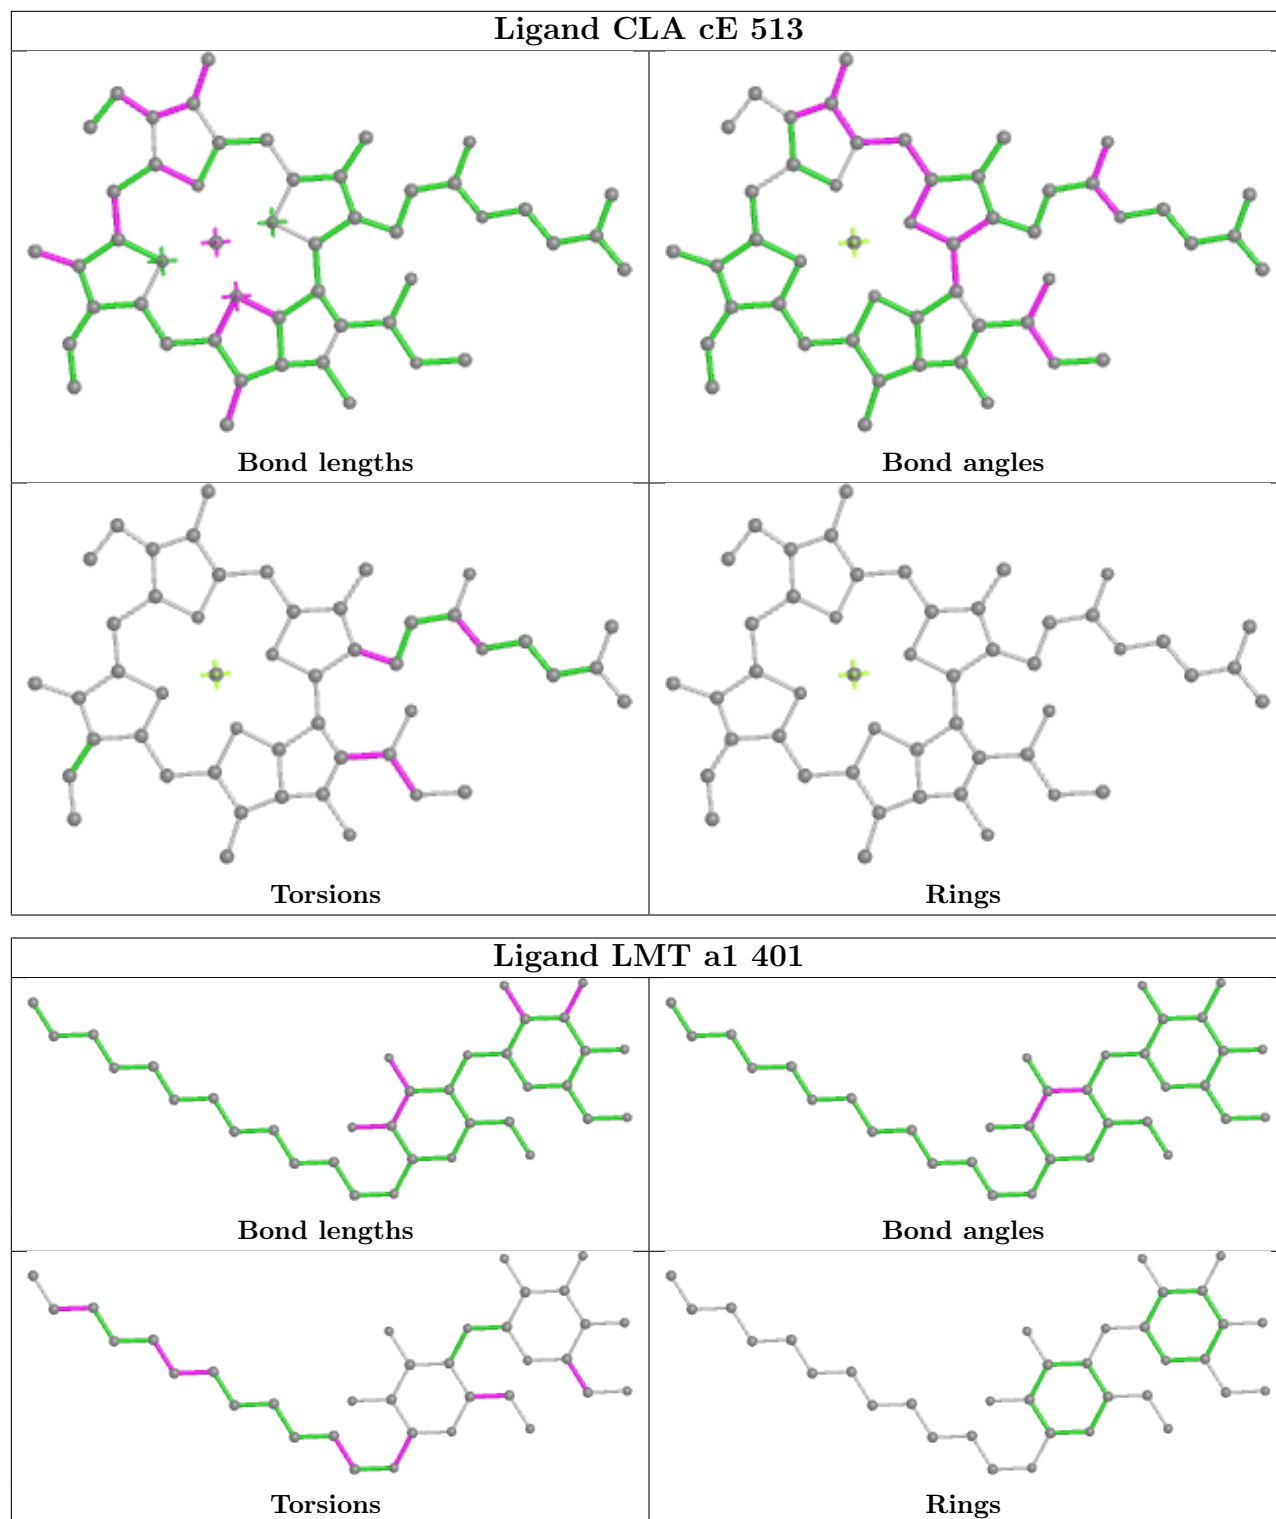 Ligand CLA cE 513
Bond lengths
Bond angles
Torsions
Rings
Ligand LMT a1 401
Bond lengths
Bond angles
Torsions
Rings